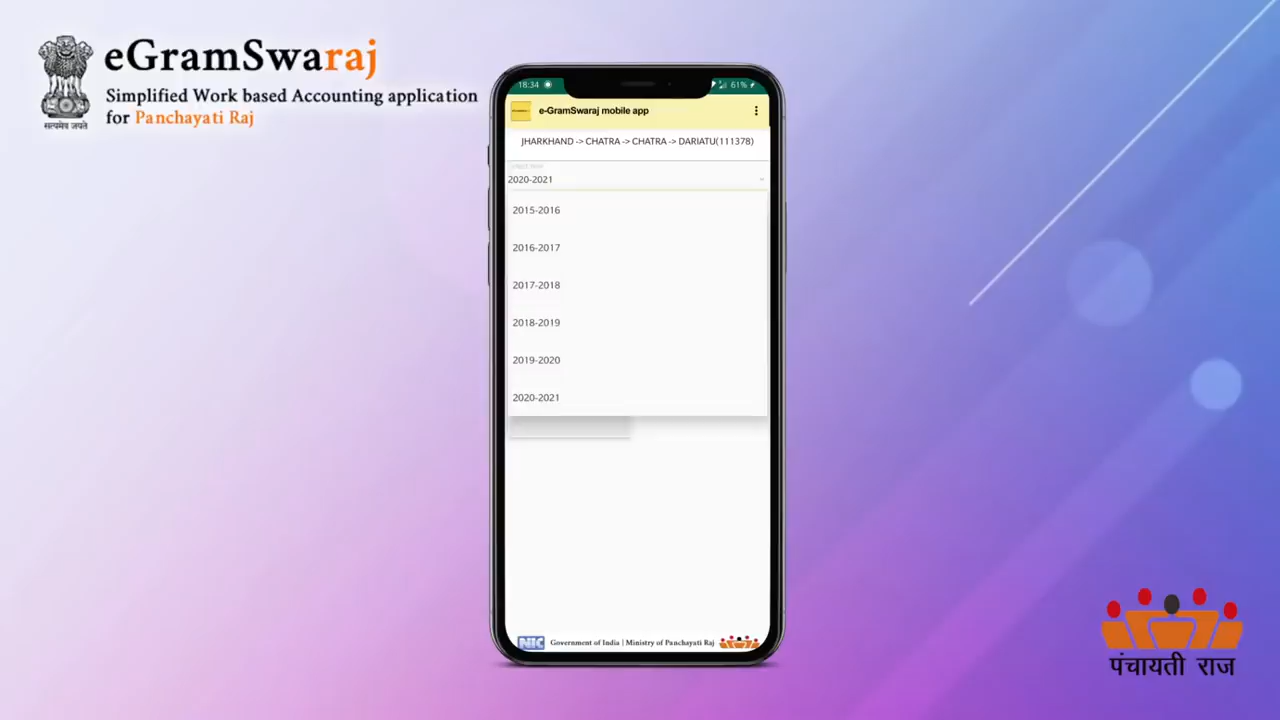 eGramSwaraj
Simplified Work based Accounting application
for Panchayati Raj
सत्यमेव जयते
18:34
61%
e-GramSwaraj mobile app
JHARKHAND -> CHATRA -> CHATRA -> DARIATU(111378)
2020-2021
2015-2016
2016-2017
2017-2018
2018-2019
2019-2020
2020-2021
NIC Government of India | Ministry of Panchayati Raj
पंचायती राज